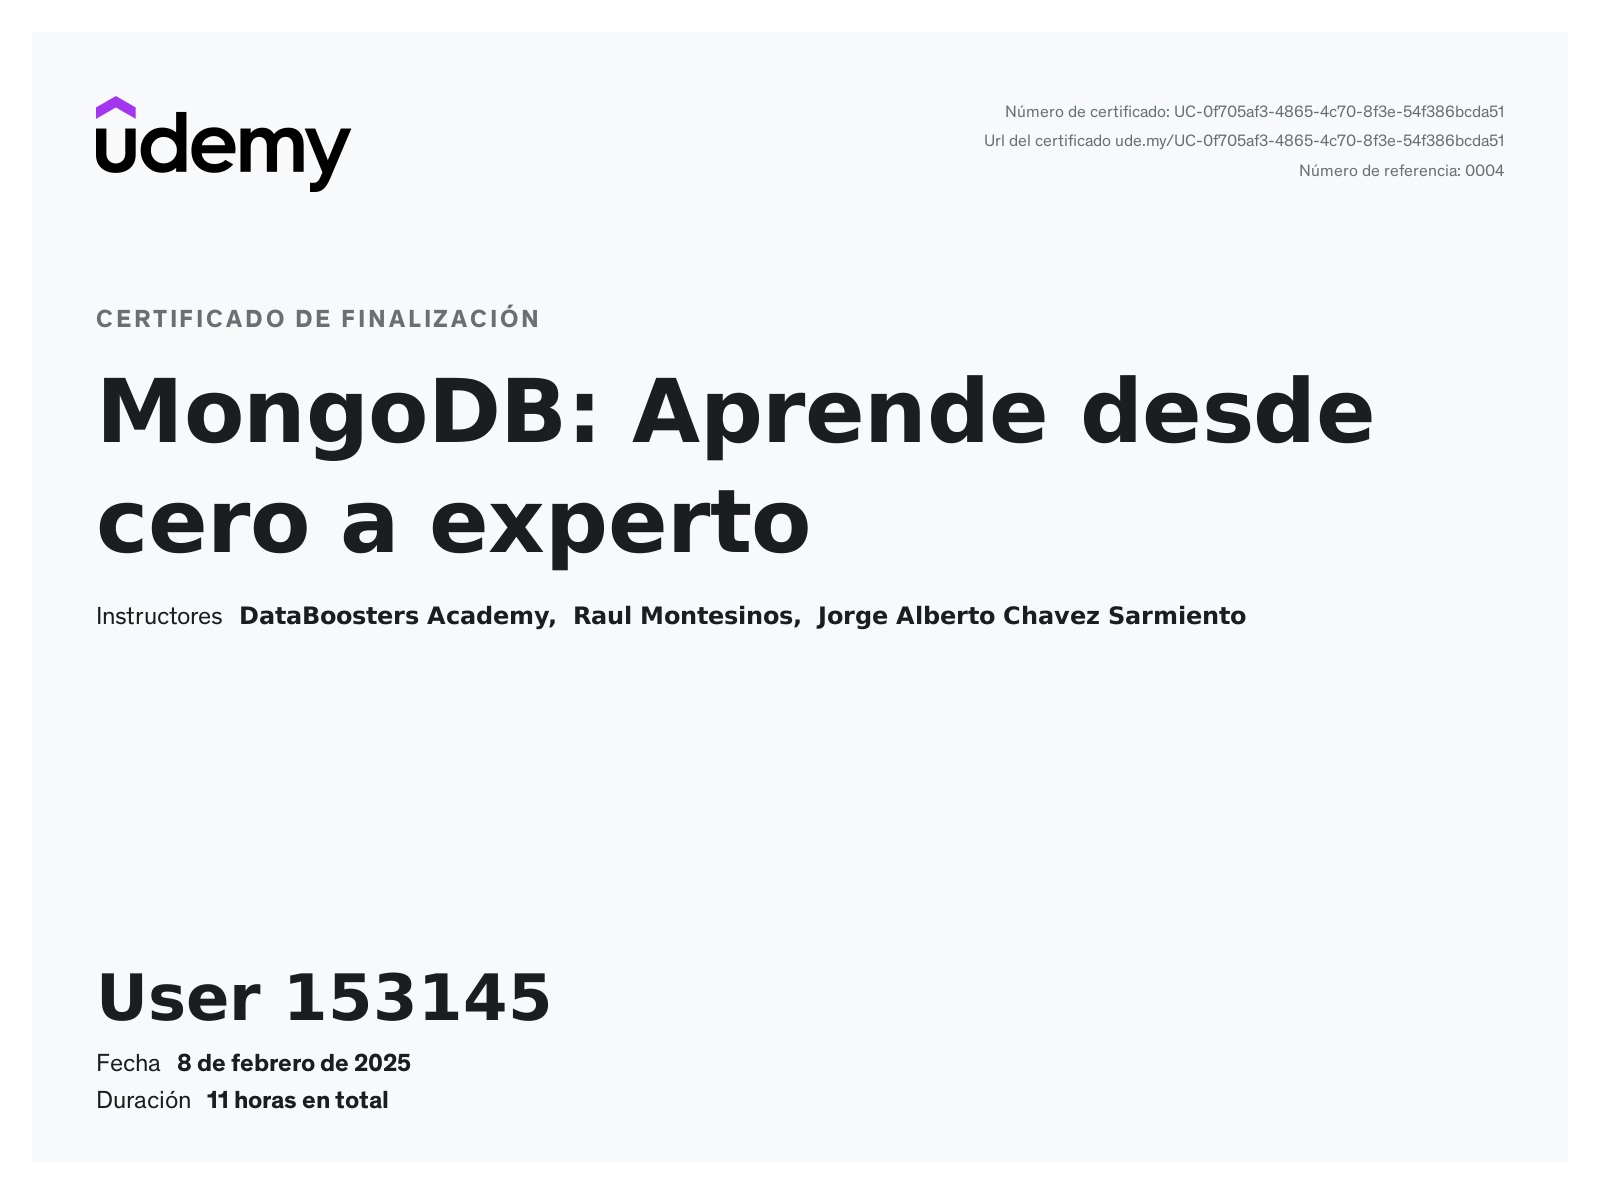 udemy
Número de certificado: UC-0f705af3-4865-4c70-8f3e-54f386bcda51
Url del certificado ude.my/UC-0f705af3-4865-4c70-8f3e-54f386bcda51
Número de referencia: 0004
CERTIFICADO DE FINALIZACIÓN
MongoDB: Aprende desde
cero a experto
Instructores DataBoosters Academy, Raul Montesinos, Jorge Alberto Chavez Sarmiento
User 153145
Fecha 8 de febrero de 2025
Duración 11 horas en total